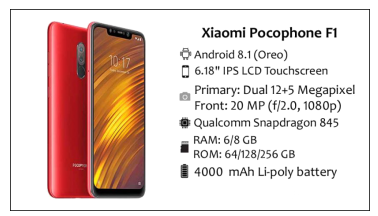 Xiaomi Pocophone F1
Android 8.1 (Oreo)
6.18" IPS LCD Touchscreen
Primary: Dual 12+5 Megapixel
Front: 20 MP (f/2.0, 1080p)
Qualcomm Snapdragon 845
RAM: 6/8 GB
ROM: 64/128/256 GB
4000 mAh Li-poly battery